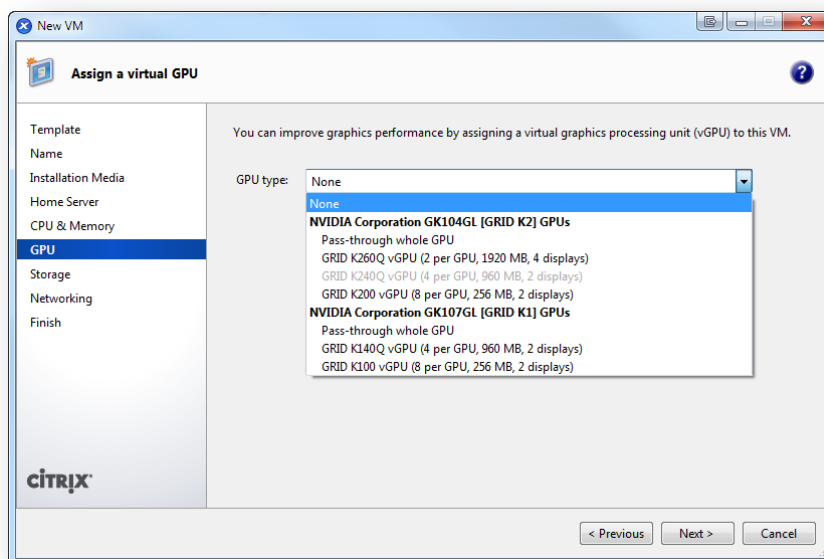 New VM
Assign a virtual GPU
Template
Name
Installation Media
Home Server
CPU & Memory
GPU
Storage
Networking
Finish
CITRIX
You can improve graphics performance by assigning a virtual graphics processing unit (vGPU) to this VM.
GPU type: None
None
NVIDIA Corporation GK104GL [GRID K2] GPUs
Pass-through whole GPU
GRID K260Q vGPU (2 per GPU, 1920 MB, 4 displays)
GRID K240Q vGPU (4 per GPU, 960 MB, 2 displays)
GRID K200 vGPU (8 per GPU, 256 MB, 2 displays)
NVIDIA Corporation GK107GL [GRID K1] GPUs
Pass-through whole GPU
GRID K140Q vGPU (4 per GPU, 960 MB, 2 displays)
GRID K100 vGPU (8 per GPU, 256 MB, 2 displays)
< Previous Next > Cancel